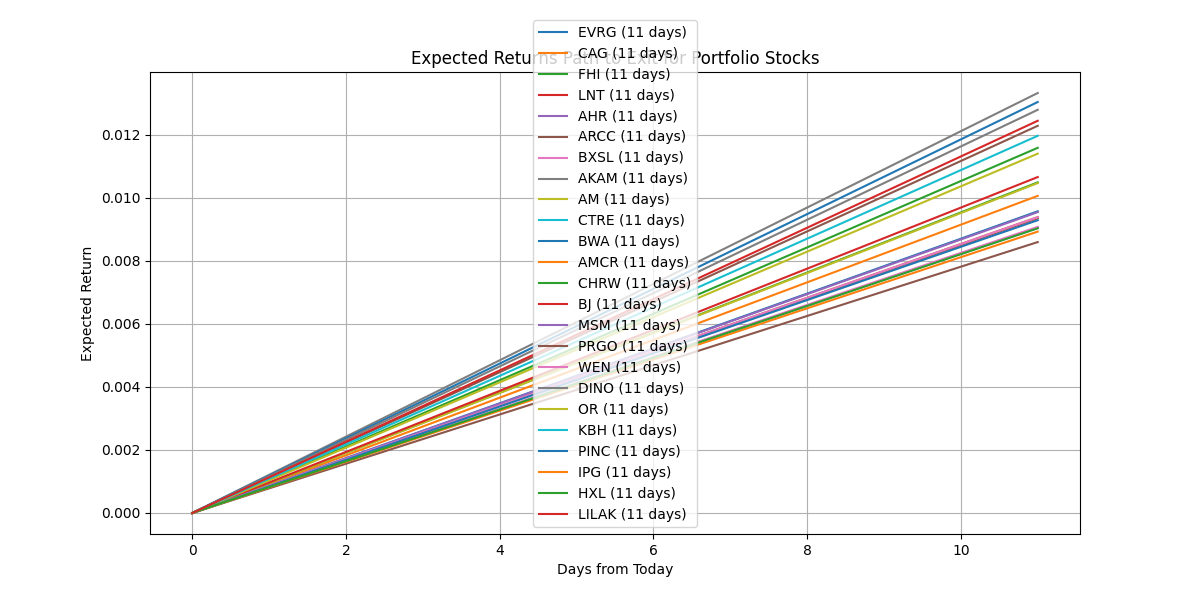 Expected Returns Path to Exit for Portfolio Stocks
EVRG (11 days)
CAG (11 days)
FHI (11 days)
LNT (11 days)
AHR (11 days)
ARCC (11 days)
BXSL (11 days)
AKAM (11 days)
AM (11 days)
CTRE (11 days)
BWA (11 days)
AMCR (11 days)
CHRW (11 days)
BJ (11 days)
MSM (11 days)
PRGO (11 days)
WEN (11 days)
DINO (11 days)
OR (11 days)
KBH (11 days)
PINC (11 days)
IPG (11 days)
HXL (11 days)
LILAK (11 days)
Expected Return
0.012
0.010
0.008
0.006
0.004
0.002
0.000
0
2
4
6
8
10
Days from Today